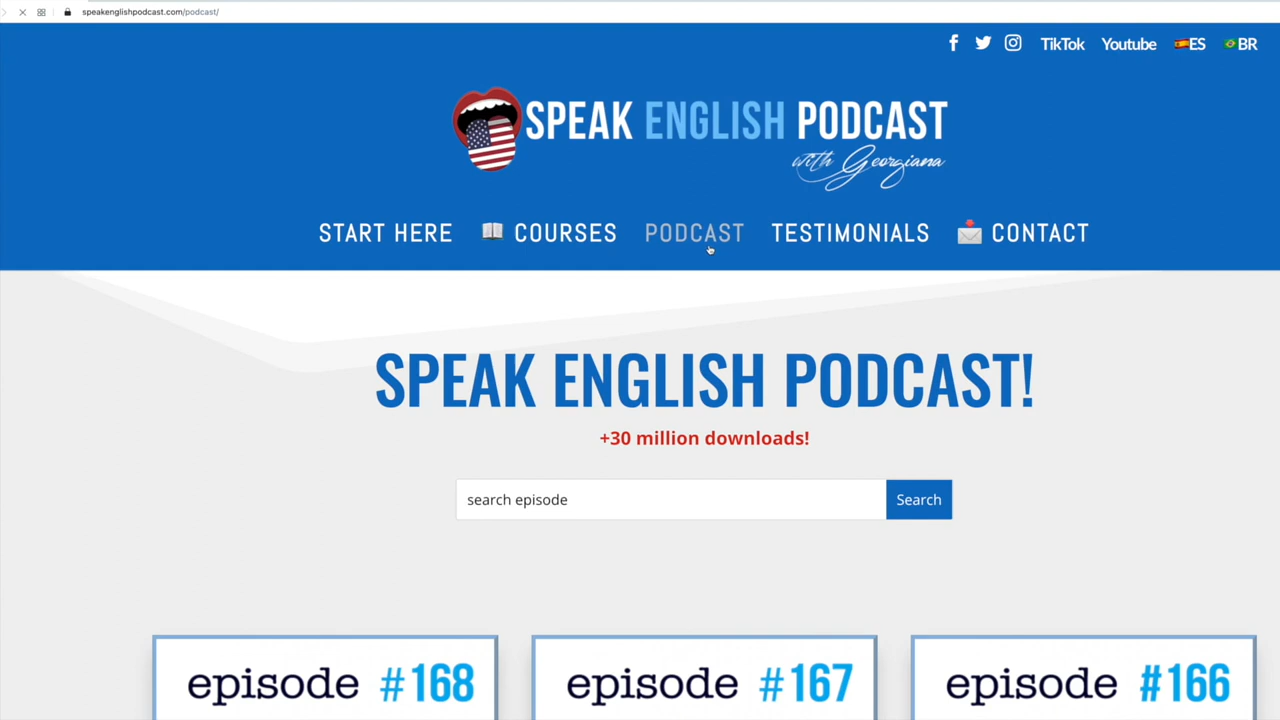 speakenglishpodcast.com/podcast/
TikTok Youtube 🇪🇸ES 🇧🇷BR
SPEAK ENGLISH PODCAST
with Georgiana
START HERE 📖 COURSES PODCAST TESTIMONIALS 📩 CONTACT
SPEAK ENGLISH PODCAST!
+30 million downloads!
search episode Search
episode #168 episode #167 episode #166